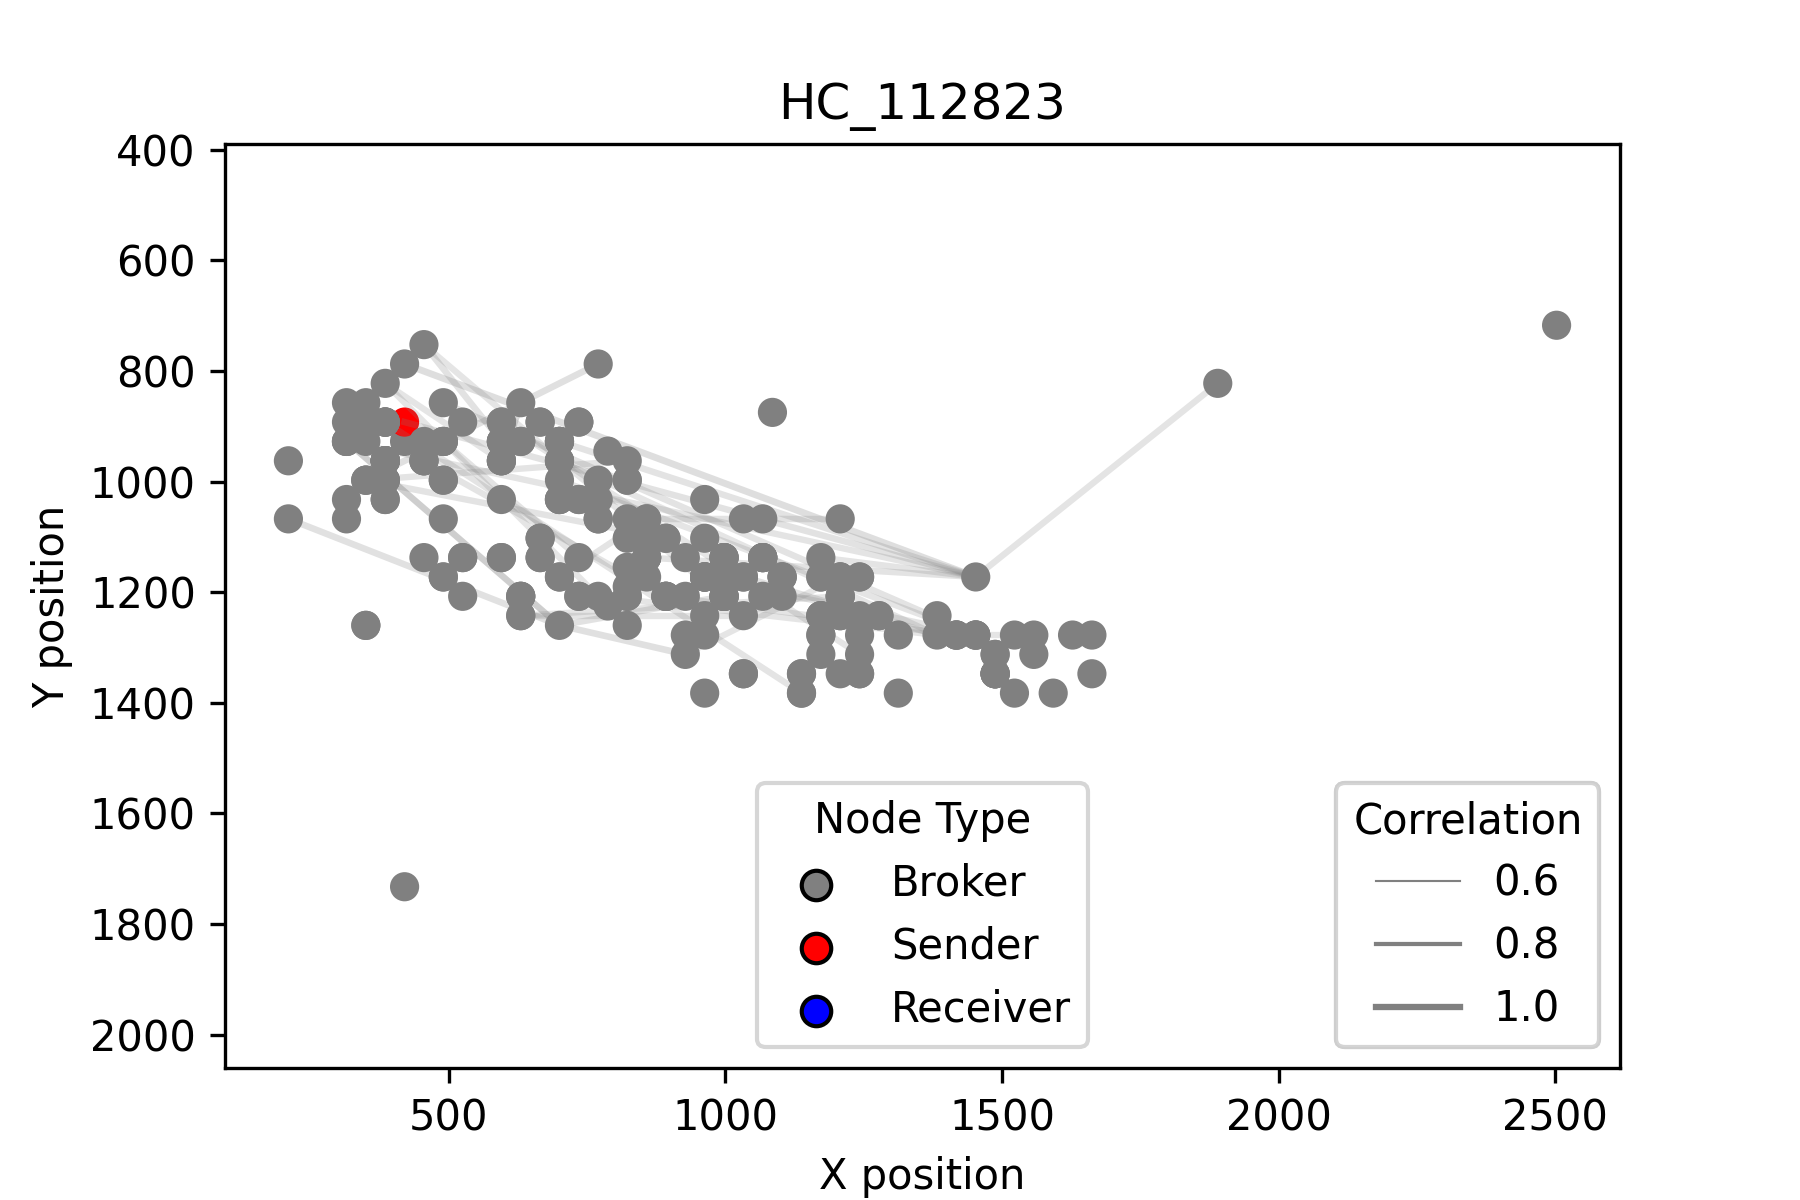 HC_112823
400
600
800
1000
1200
1400
1600
1800
2000
Y position
Node Type
Broker
Sender
Receiver
Correlation
0.6
0.8
1.0
500 1000 1500 2000 2500
X position